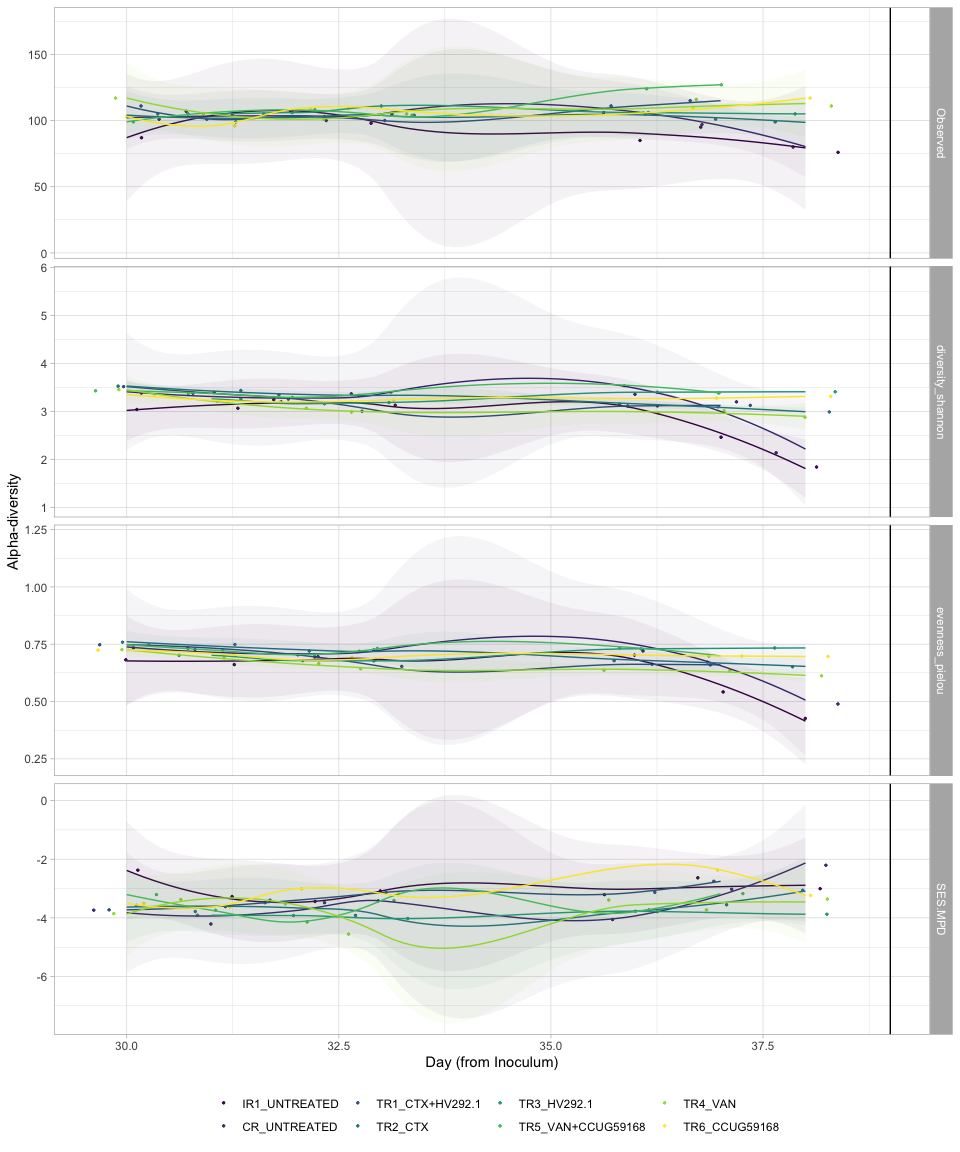 150
100
50
0
Observed
6
5
4
3
2
1
diversity_shannon
Alpha-diversity
1.25
1.00
0.75
0.50
0.25
evenness_pielou
0
-2
-4
-6
SES.MPD
30.0 32.5 35.0 37.5
Day (from Inoculum)
IR1_UNTREATED TR1_CTX+HV292.1 TR3_HV292.1 TR4_VAN
CR_UNTREATED TR2_CTX TR5_VAN+CCUG59168 TR6_CCUG59168